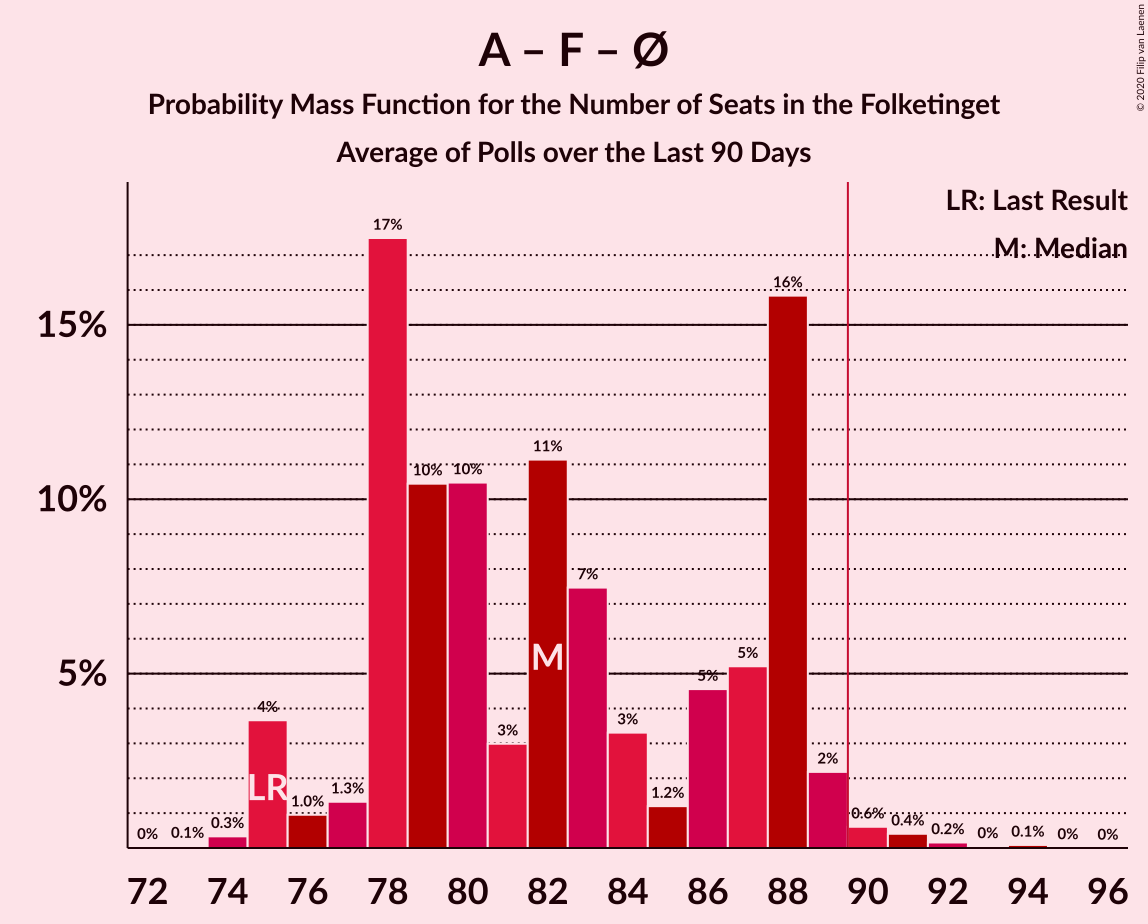 A – F – Ø
Probability Mass Function for the Number of Seats in the Folketinget
Average of Polls over the Last 90 Days
© 2020 Filip van Laenen
LR: Last Result
M: Median
15%
10%
5%
0% 0.1% 0.3% 4% 1.0% 1.3% 17% 10% 10% 3% 11% 7% 3% 1.2% 5% 5% 16% 2% 0.6% 0.4% 0.2% 0% 0.1% 0% 0%
LR
M
72 74 76 78 80 82 84 86 88 90 92 94 96